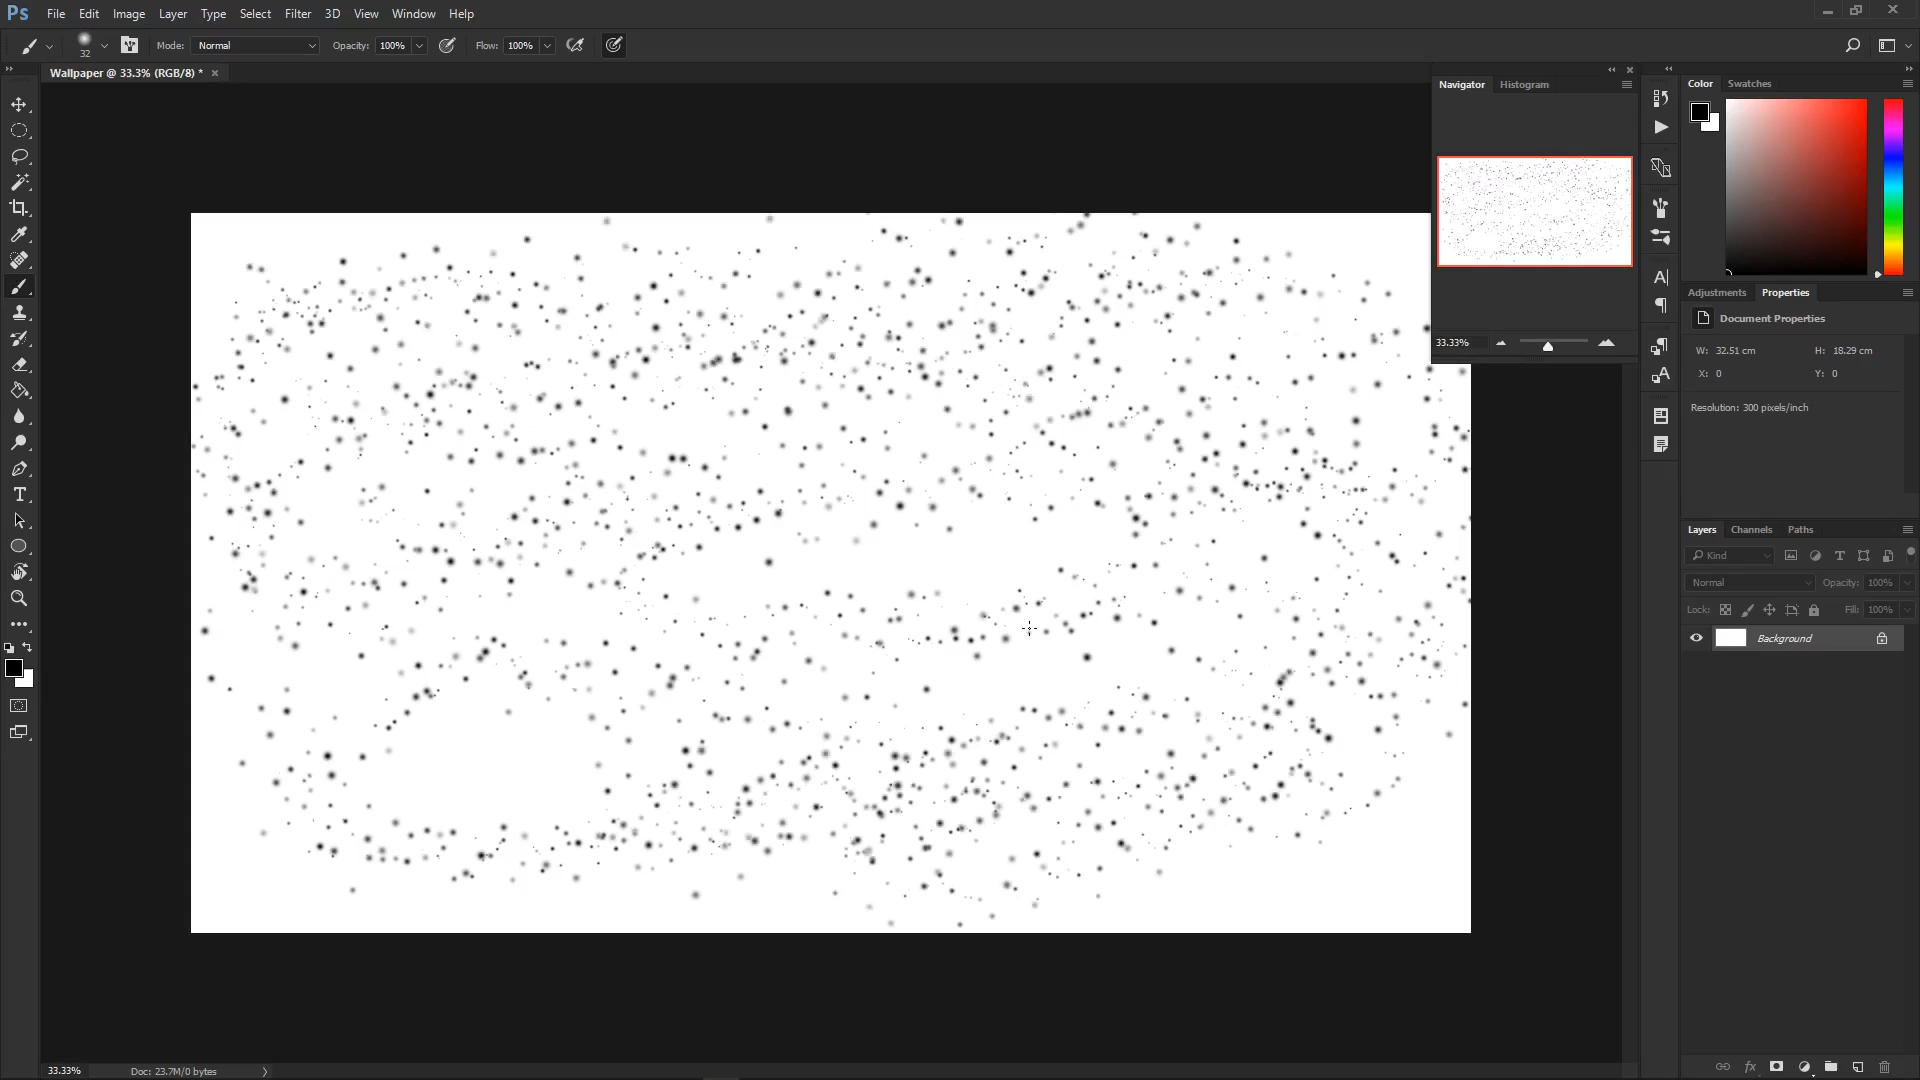 Ps File Edit Image Layer Type Select Filter 3D View Window Help
32 Mode: Normal Opacity: 100% Flow: 100%
Wallpaper @ 33.3% (RGB/8) *
Navigator Histogram
33.33%
Color Swatches
Adjustments Properties
Document Properties
W: 32.51 cm H: 18.29 cm
X: 0 Y: 0
Resolution: 300 pixels/inch
Layers Channels Paths
Kind
Normal Opacity: 100%
Lock: Fill: 100%
Background
33.33% Doc: 23.7M/0 bytes